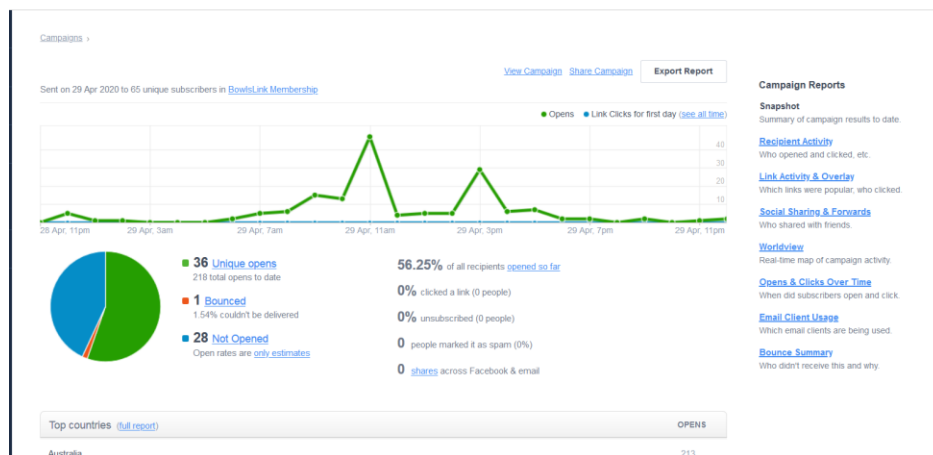 Campaigns ›
View Campaign Share Campaign Export Report
Sent on 29 Apr 2020 to 65 unique subscribers in BowlsLink Membership
Opens Link Clicks for first day (see all time)
40
30
20
10
28 Apr, 11pm 29 Apr, 3am 29 Apr, 7am 29 Apr, 11am 29 Apr, 3pm 29 Apr, 7pm 29 Apr, 11pm
36 Unique opens
218 total opens to date
1 Bounced
1.54% couldn't be delivered
28 Not Opened
Open rates are only estimates
56.25% of all recipients opened so far
0% clicked a link (0 people)
0% unsubscribed (0 people)
0 people marked it as spam (0%)
0 shares across Facebook & email
Top countries (full report) OPENS
Australia 213
Campaign Reports
Snapshot
Summary of campaign results to date.
Recipient Activity
Who opened and clicked, etc.
Link Activity & Overlay
Which links were popular, who clicked.
Social Sharing & Forwards
Who shared with friends.
Worldview
Real-time map of campaign activity.
Opens & Clicks Over Time
When did subscribers open and click.
Email Client Usage
Which email clients are being used.
Bounce Summary
Who didn't receive this and why.